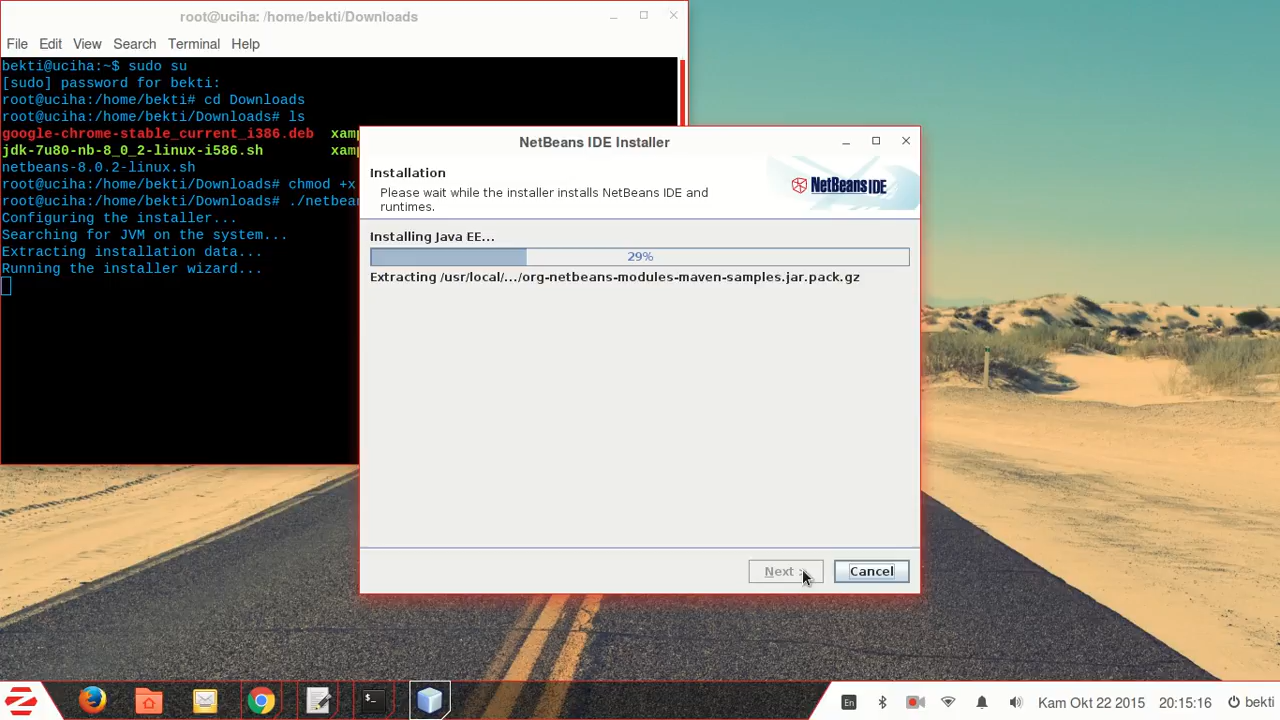 root@uciha: /home/bekti/Downloads
File Edit View Search Terminal Help
bekti@uciha:~$ sudo su
[sudo] password for bekti:
root@uciha:/home/bekti# cd Downloads
root@uciha:/home/bekti/Downloads# ls
google-chrome-stable_current_i386.deb xamp
jdk-7u80-nb-8_0_2-linux-i586.sh xamp
netbeans-8.0.2-linux.sh
root@uciha:/home/bekti/Downloads# chmod +x
root@uciha:/home/bekti/Downloads# ./netbean
Configuring the installer...
Searching for JVM on the system...
Extracting installation data...
Running the installer wizard...
NetBeans IDE Installer
Installation
Please wait while the installer installs NetBeans IDE and
runtimes.
NetBeans IDE
Installing Java EE...
29%
Extracting /usr/local/.../org-netbeans-modules-maven-samples.jar.pack.gz
Next >
Cancel
En
Kam Okt 22 2015 20:15:16 bekti